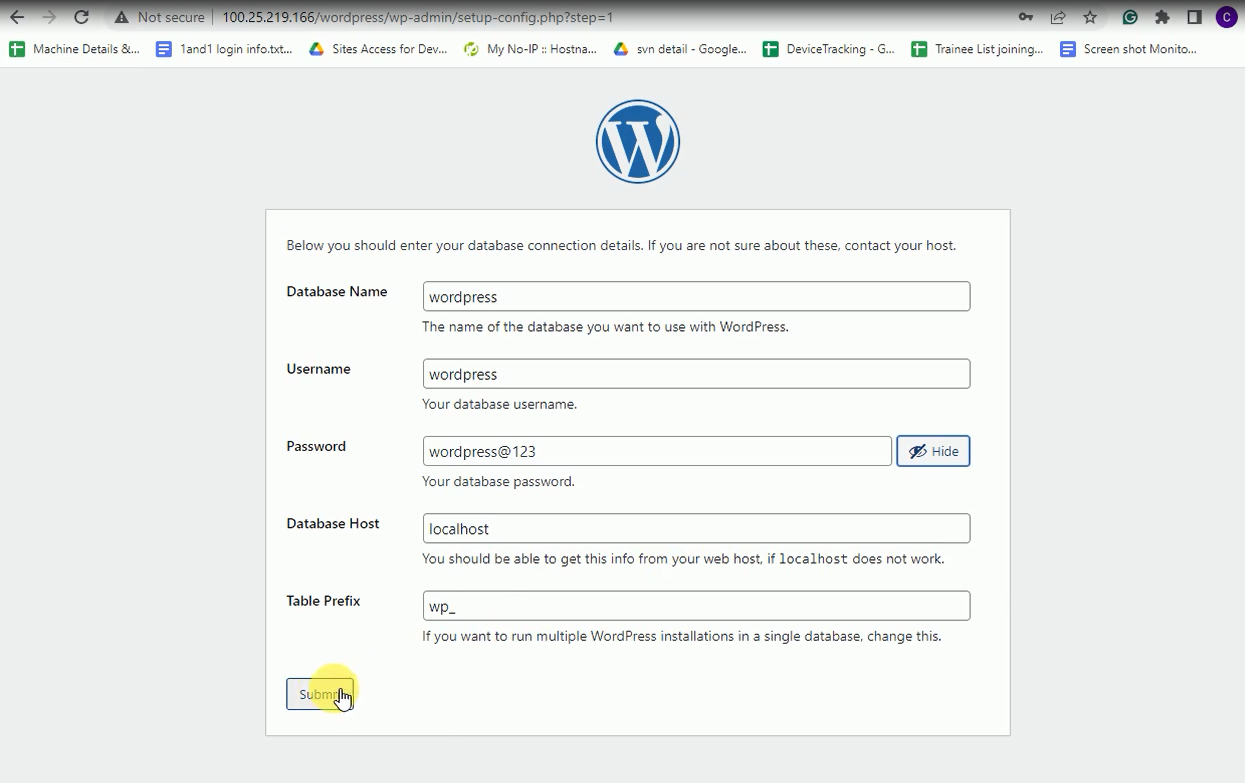 Not secure | 100.25.219.166/wordpress/wp-admin/setup-config.php?step=1 C
Machine Details &... 1and1 login info.txt... Sites Access for Dev... My No-IP :: Hostna... svn detail - Google... DeviceTracking - G... Trainee List joining... Screen shot Monito...
W
Below you should enter your database connection details. If you are not sure about these, contact your host.
Database Name wordpress
The name of the database you want to use with WordPress.
Username wordpress
Your database username.
Password wordpress@123 Hide
Your database password.
Database Host localhost
You should be able to get this info from your web host, if localhost does not work.
Table Prefix wp_
If you want to run multiple WordPress installations in a single database, change this.